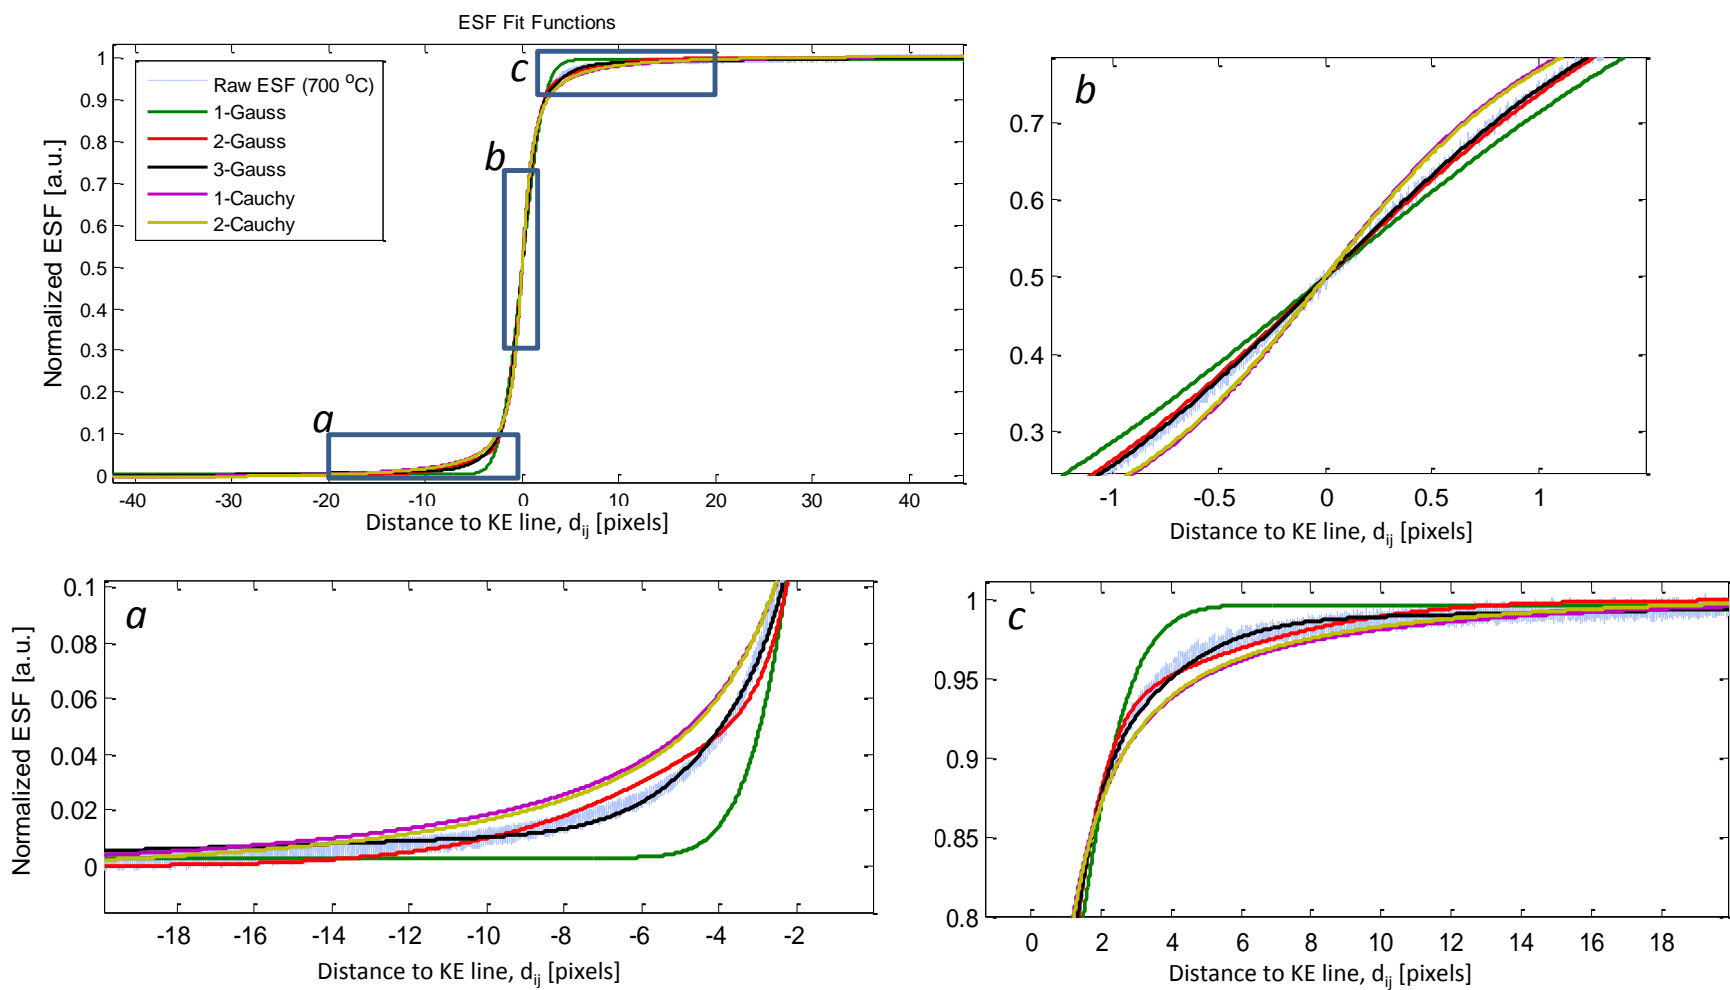 ESF Fit Functions
Normalized ESF [a.u.]
1
0.9
0.8
0.7
0.6
0.5
0.4
0.3
0.2
0.1
0
-40 -30 -20 -10 0 10 20 30 40
Distance to KE line, dij [pixels]
Raw ESF (700 °C)
1-Gauss
2-Gauss
3-Gauss
1-Cauchy
2-Cauchy
a
b
c
b
0.7
0.6
0.5
0.4
0.3
-1 -0.5 0 0.5 1
Distance to KE line, dij [pixels]
a
Normalized ESF [a.u.]
0.1
0.08
0.06
0.04
0.02
0
-18 -16 -14 -12 -10 -8 -6 -4 -2
Distance to KE line, dij [pixels]
c
1
0.95
0.9
0.85
0.8
0 2 4 6 8 10 12 14 16 18
Distance to KE line, dij [pixels]